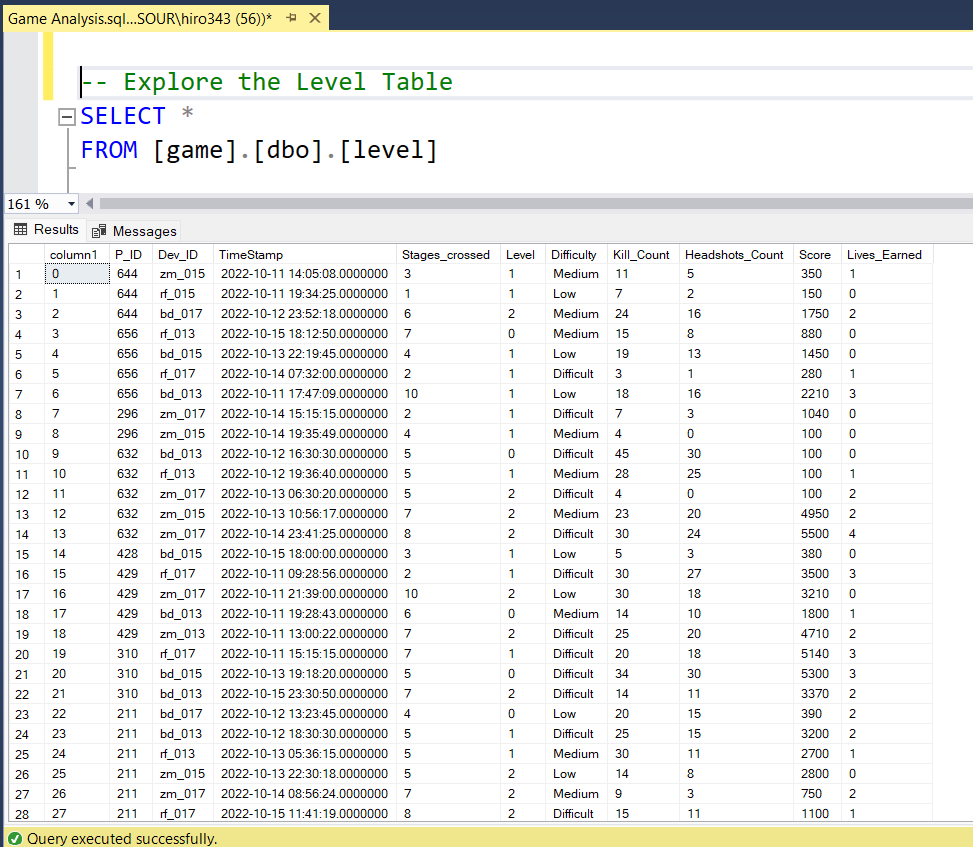 Game Analysis.sql...SOUR\hiro343 (56))*
-- Explore the Level Table
SELECT *
FROM [game].[dbo].[level]
161 %
Results Messages
column1 P_ID Dev_ID TimeStamp Stages_crossed Level Difficulty Kill_Count Headshots_Count Score Lives_Earned
1 0 644 zm_015 2022-10-11 14:05:08.0000000 3 1 Medium 11 5 350 1
2 1 644 rf_015 2022-10-11 19:34:25.0000000 1 1 Low 7 2 150 0
3 2 644 bd_017 2022-10-12 23:52:18.0000000 6 2 Medium 24 16 1750 2
4 3 656 rf_013 2022-10-15 18:12:50.0000000 7 0 Medium 15 8 880 0
5 4 656 bd_015 2022-10-13 22:19:45.0000000 4 1 Low 19 13 1450 0
6 5 656 rf_017 2022-10-14 07:32:00.0000000 2 1 Difficult 3 1 280 1
7 6 656 bd_013 2022-10-11 17:47:09.0000000 10 1 Low 18 16 2210 3
8 7 296 zm_017 2022-10-14 15:15:15.0000000 2 1 Difficult 7 3 1040 0
9 8 296 zm_015 2022-10-14 19:35:49.0000000 4 1 Medium 4 0 100 0
10 9 632 bd_013 2022-10-12 16:30:30.0000000 5 0 Difficult 45 30 100 0
11 10 632 rf_013 2022-10-12 19:36:40.0000000 5 1 Medium 28 25 100 1
12 11 632 zm_017 2022-10-13 06:30:20.0000000 5 2 Difficult 4 0 100 2
13 12 632 zm_015 2022-10-13 10:56:17.0000000 7 2 Medium 23 20 4950 2
14 13 632 zm_017 2022-10-14 23:41:25.0000000 8 2 Difficult 30 24 5500 4
15 14 428 bd_015 2022-10-15 18:00:00.0000000 3 1 Low 5 3 380 0
16 15 429 rf_017 2022-10-11 09:28:56.0000000 2 1 Difficult 30 27 3500 3
17 16 429 zm_017 2022-10-11 21:39:00.0000000 10 2 Low 30 18 3210 0
18 17 429 bd_013 2022-10-11 19:28:43.0000000 6 0 Medium 14 10 1800 1
19 18 429 zm_013 2022-10-11 13:00:22.0000000 7 2 Difficult 25 20 4710 2
20 19 310 rf_017 2022-10-11 15:15:15.0000000 7 1 Difficult 20 18 5140 3
21 20 310 bd_015 2022-10-13 19:18:20.0000000 5 0 Difficult 34 30 5300 3
22 21 310 bd_013 2022-10-15 23:30:50.0000000 7 2 Difficult 14 11 3370 2
23 22 211 bd_017 2022-10-12 13:23:45.0000000 4 0 Low 20 15 390 2
24 23 211 bd_013 2022-10-12 18:30:30.0000000 5 1 Difficult 25 15 3200 2
25 24 211 rf_013 2022-10-13 05:36:15.0000000 5 1 Medium 30 11 2700 1
26 25 211 zm_015 2022-10-13 22:30:18.0000000 5 2 Low 14 8 2800 0
27 26 211 zm_017 2022-10-14 08:56:24.0000000 7 2 Medium 9 3 750 2
28 27 211 rf_017 2022-10-15 11:41:19.0000000 8 2 Difficult 15 11 1100 1
Query executed successfully.